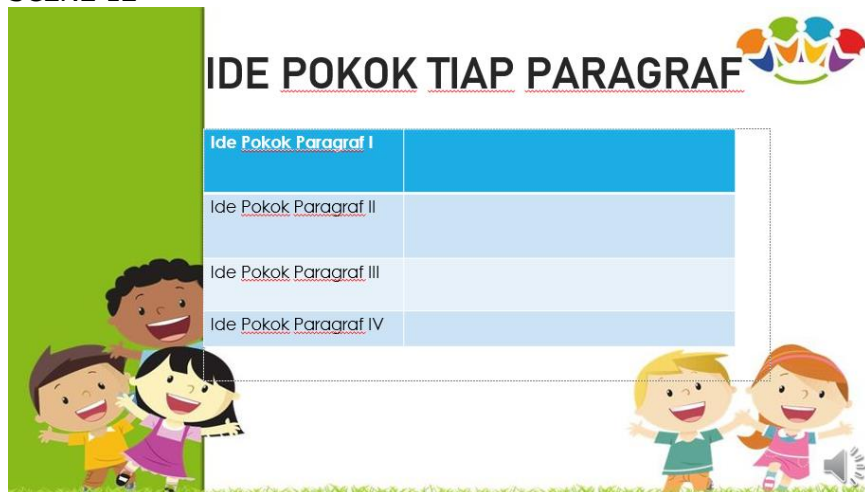 IDE POKOK TIAP PARAGRAF
Ide Pokok Paragraf I
Ide Pokok Paragraf II
Ide Pokok Paragraf III
Ide Pokok Paragraf IV